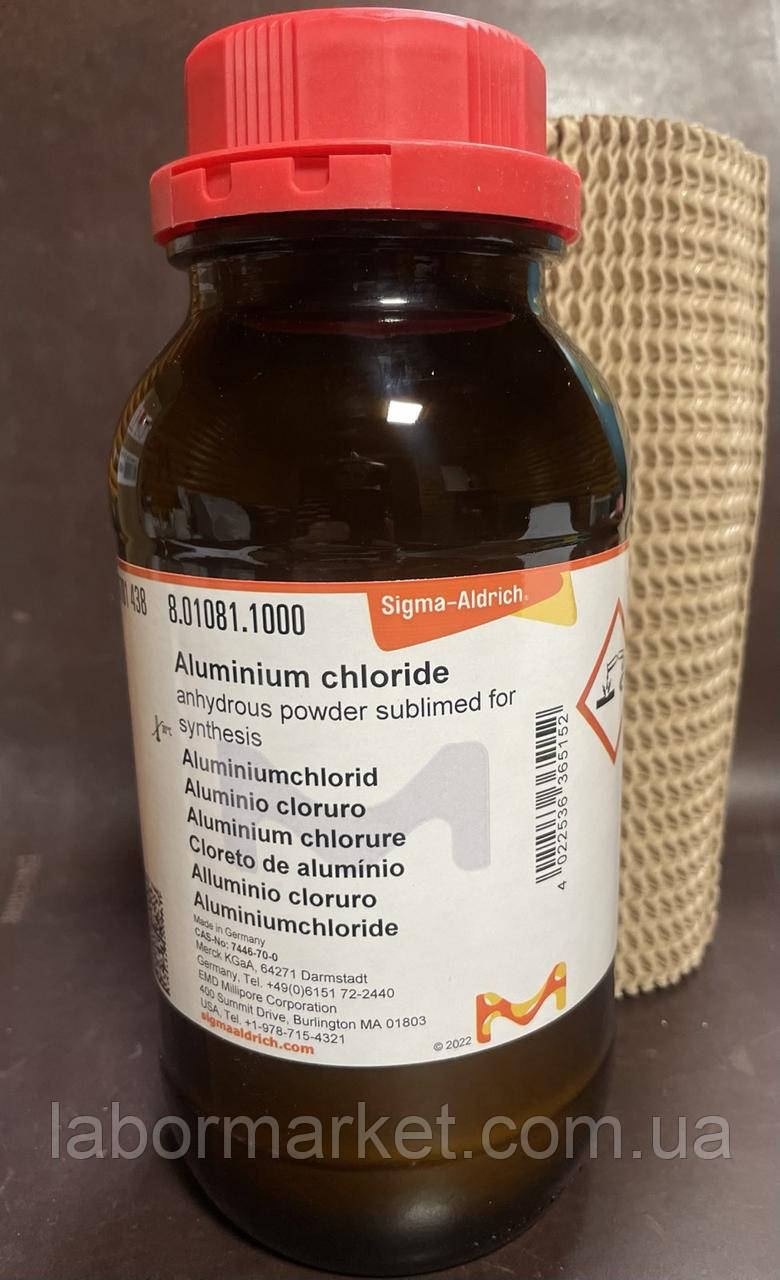 438 8.01081.1000
Sigma-Aldrich®
Aluminium chloride
anhydrous powder sublimed for
synthesis
Aluminiumchlorid
Aluminio cloruro
Aluminium chlorure
Cloreto de alumínio
Alluminio cloruro
Aluminiumchloride
Made in Germany
CAS-No: 7446-70-0
Merck KGaA, 64271 Darmstadt
Germany, Tel. +49(0)6151 72-2440
EMD Millipore Corporation
400 Summit Drive, Burlington MA 01803
USA, Tel. +1-978-715-4321
sigmaaldrich.com
© 2022
4 022536 365152
labormarket.com.ua